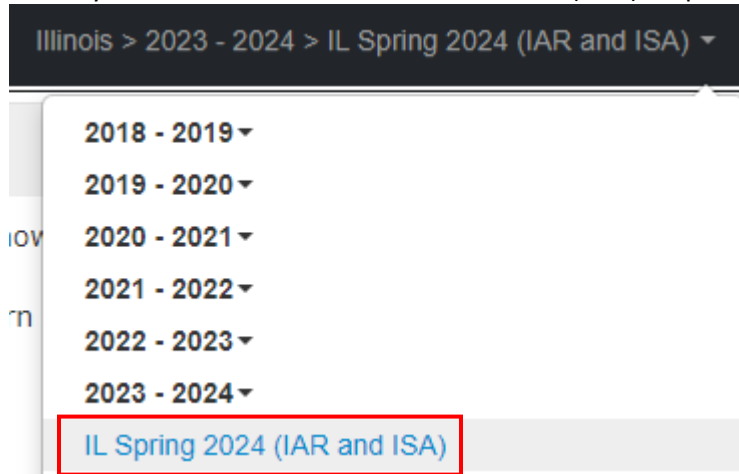 Illinois > 2023 - 2024 > IL Spring 2024 (IAR and ISA)
2018 - 2019
2019 - 2020
2020 - 2021
2021 - 2022
2022 - 2023
2023 - 2024
IL Spring 2024 (IAR and ISA)